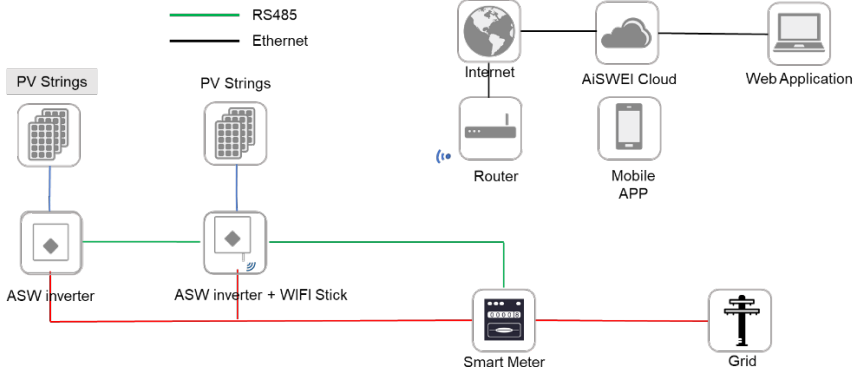 RS485
Ethernet
Internet
AiSWEI Cloud
Web Application
PV Strings
PV Strings
Router
Mobile
APP
ASW inverter
ASW inverter + WIFI Stick
00008
Smart Meter
Grid